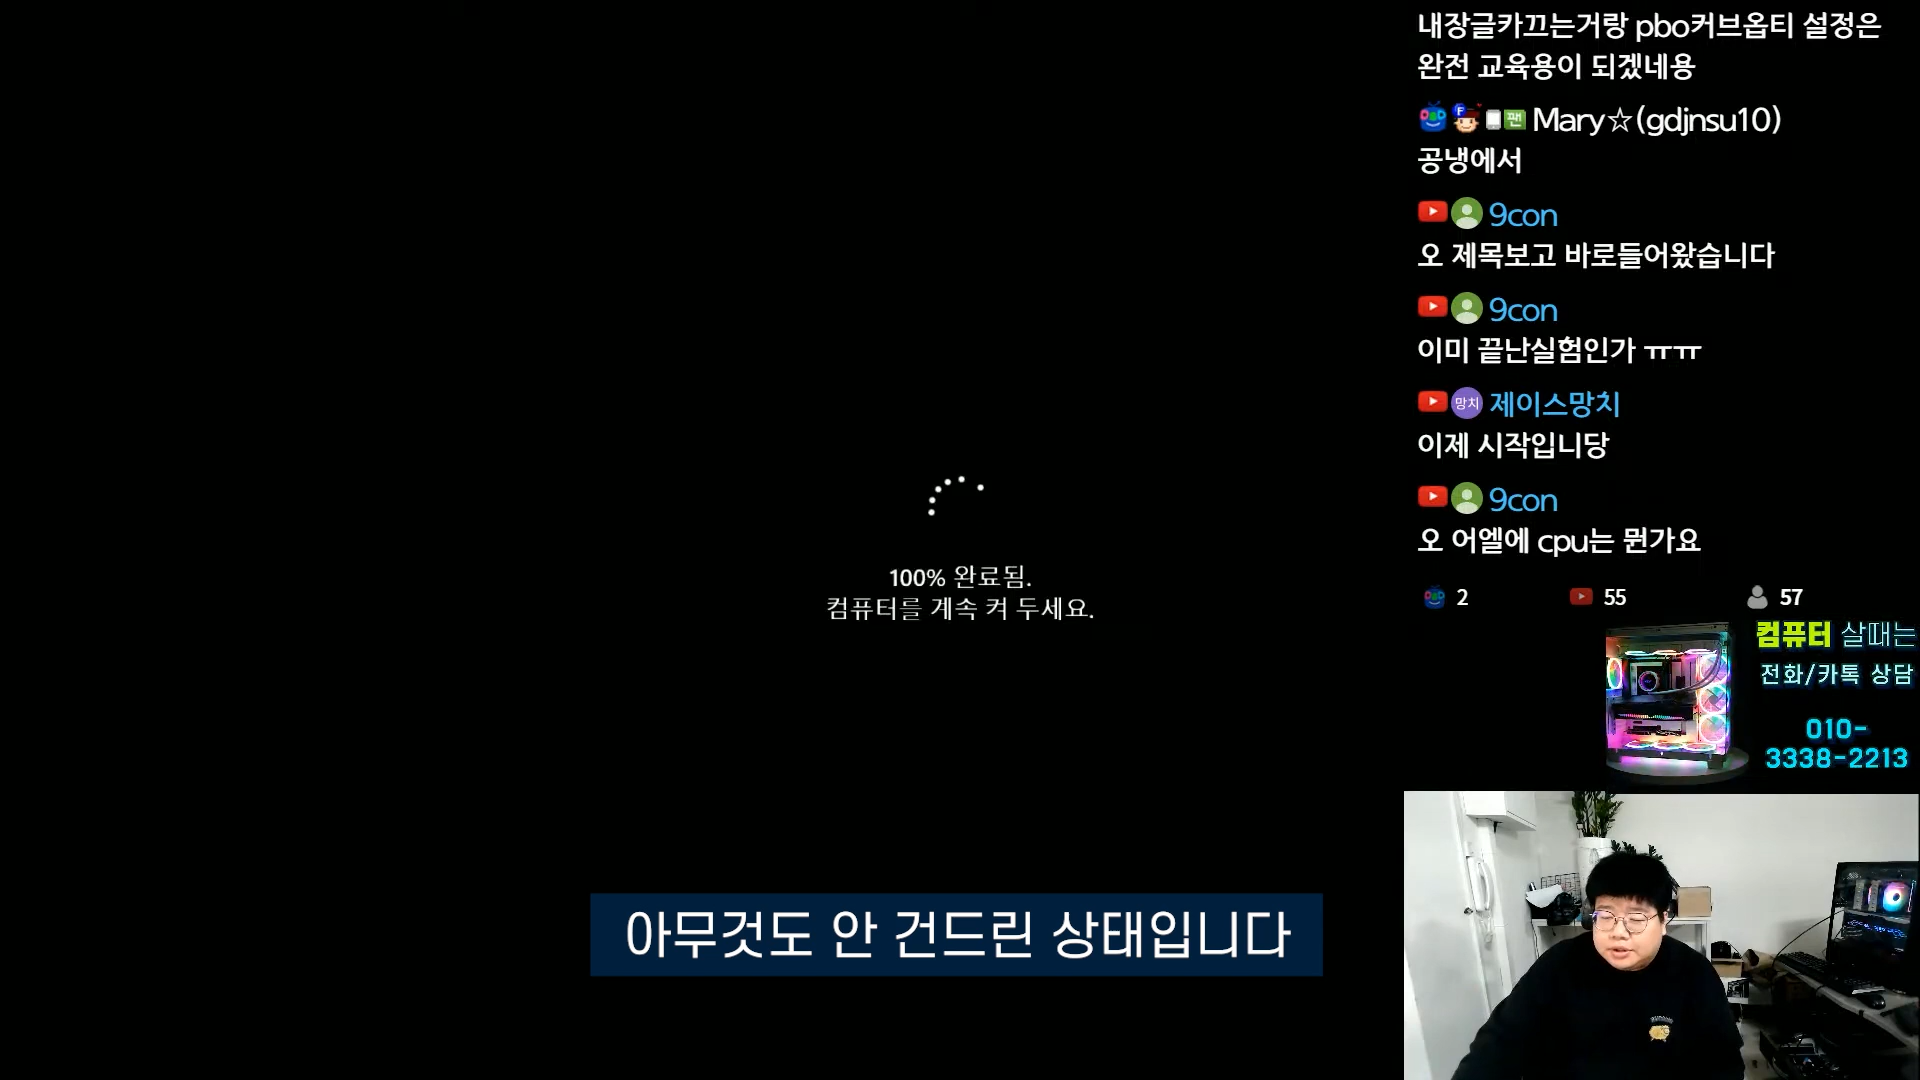 내장글카끄는거랑 pbo커브옵티 설정은
완전 교육용이 되겠네용
F 팬 Mary☆(gdjnsu10)
공냉에서
9con
오 제목보고 바로들어왔습니다
9con
이미 끝난실험인가 ㅠㅠ
망치 제이스망치
이제 시작입니당
9con
오 어엘에 cpu는 뭔가요
2 55 57
컴퓨터 살때는
전화/카톡 상담
010-
3338-2213
100% 완료됨.
컴퓨터를 계속 켜 두세요.
아무것도 안 건드린 상태입니다